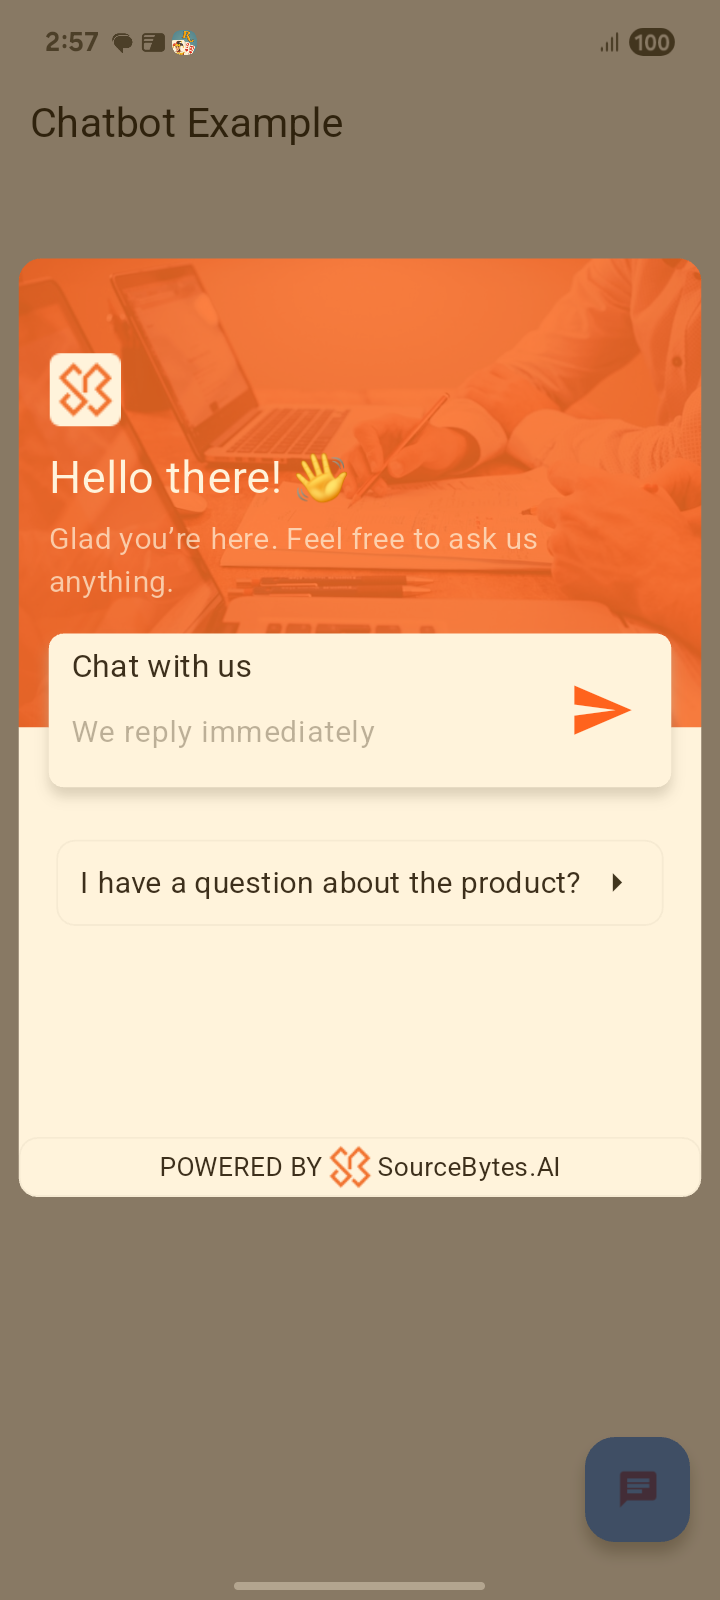 2:57
100
Chatbot Example
Hello there! 👋
Glad you’re here. Feel free to ask us
anything.
Chat with us
We reply immediately
I have a question about the product?
POWERED BY SourceBytes.AI